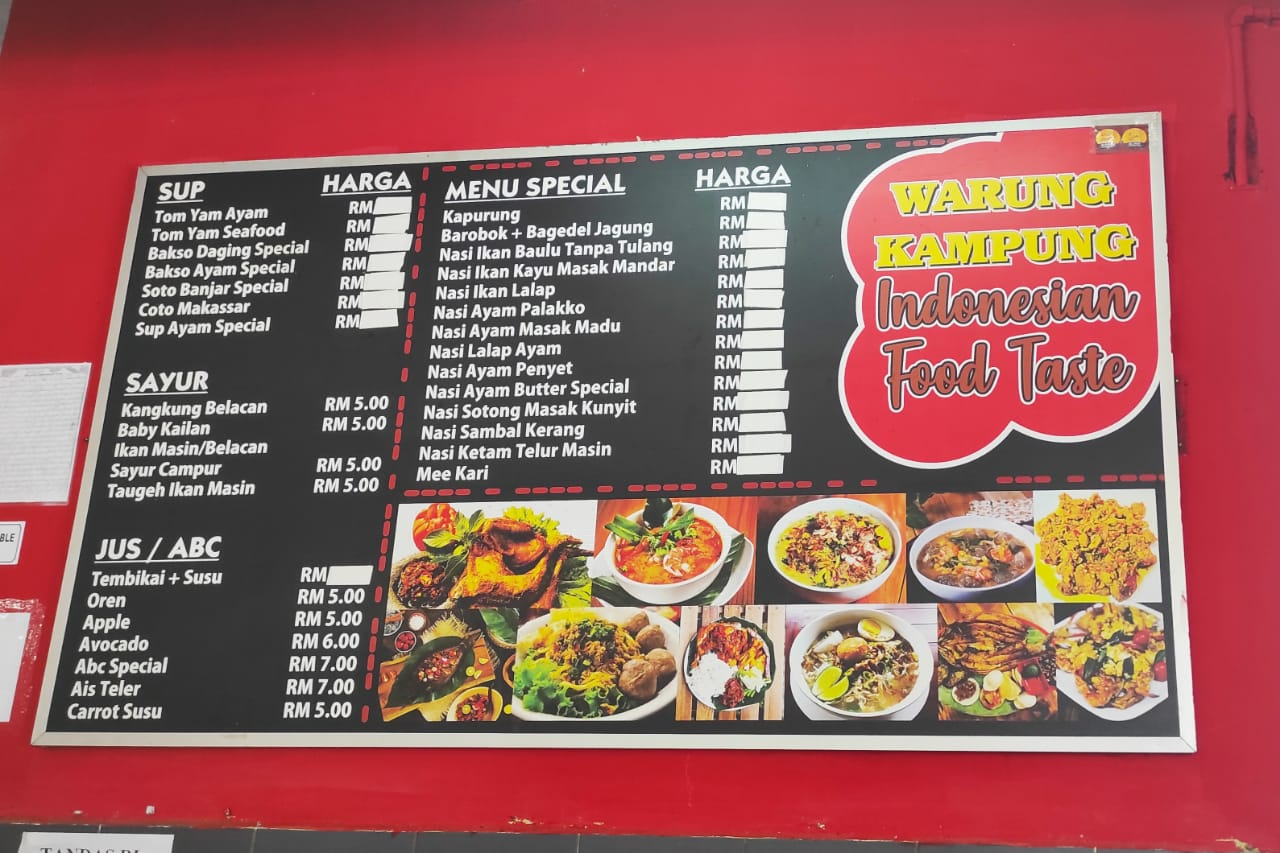 SUP HARGA
Tom Yam Ayam RM
Tom Yam Seafood RM
Bakso Daging Special RM
Bakso Ayam Special RM
Soto Banjar Special RM
Coto Makassar RM
Sup Ayam Special RM
SAYUR
Kangkung Belacan RM 5.00
Baby Kailan RM 5.00
Ikan Masin/Belacan
Sayur Campur RM 5.00
Taugeh Ikan Masin RM 5.00
JUS / ABC
Tembikai + Susu RM
Oren RM 5.00
Apple RM 5.00
Avocado RM 6.00
Abc Special RM 7.00
Ais Teler RM 7.00
Carrot Susu RM 5.00
MENU SPECIAL HARGA
Kapurung RM
Barobok + Bagedel Jagung RM
Nasi Ikan Baulu Tanpa Tulang RM
Nasi Ikan Kayu Masak Mandar RM
Nasi Ikan Lalap RM
Nasi Ayam Palakko RM
Nasi Ayam Masak Madu RM
Nasi Lalap Ayam RM
Nasi Ayam Penyet RM
Nasi Ayam Butter Special RM
Nasi Sotong Masak Kunyit RM
Nasi Sambal Kerang RM
Nasi Ketam Telur Masin RM
Mee Kari RM
WARUNG
KAMPUNG
Indonesian
Food Taste
BLE